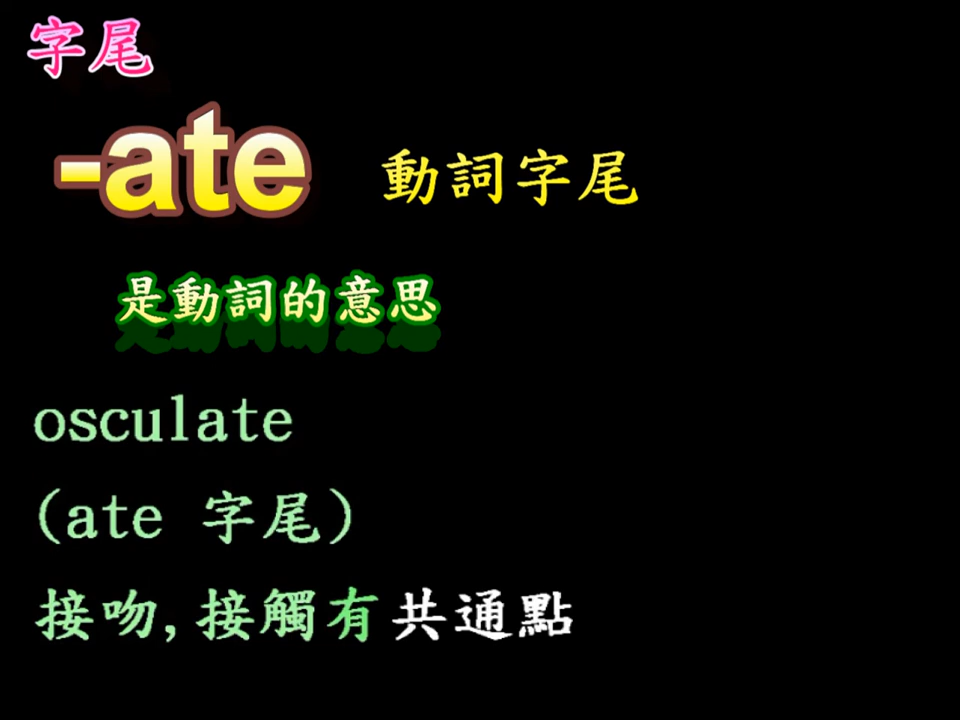 字尾
-ate 動詞字尾
是動詞的意思
osculate
(ate 字尾)
接吻,接觸有共通點